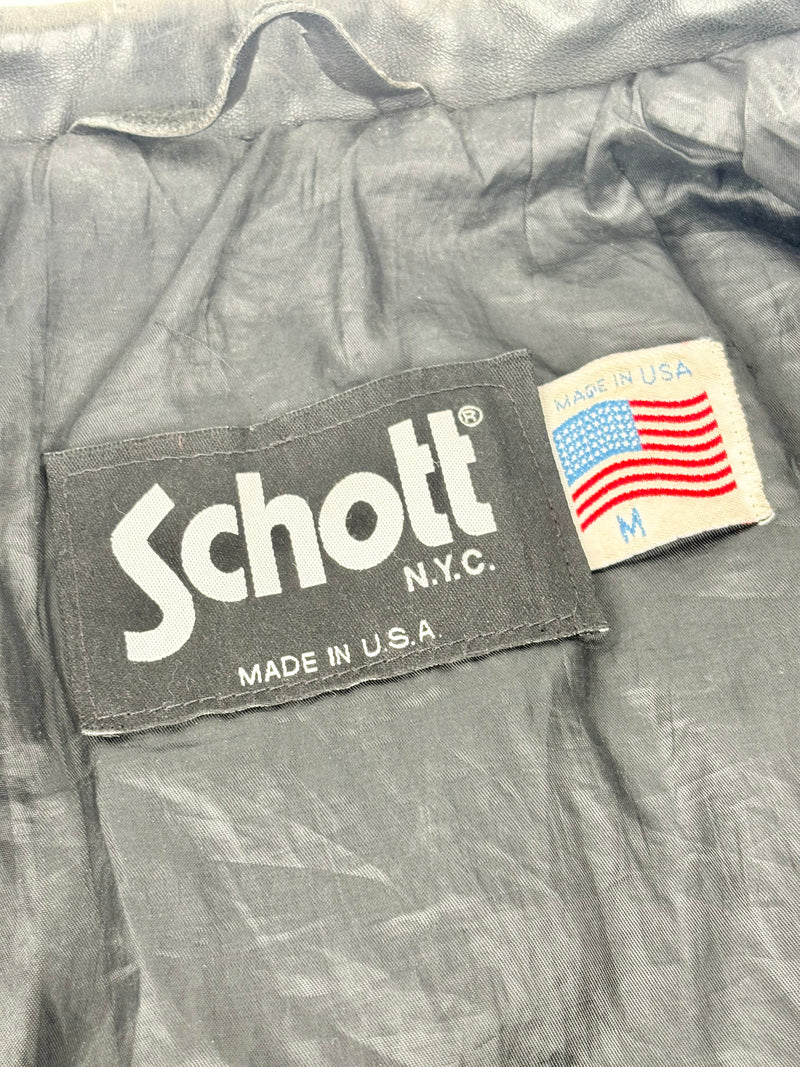 Schott®
N.Y.C.
MADE IN U.S.A.
MADE IN USA
M